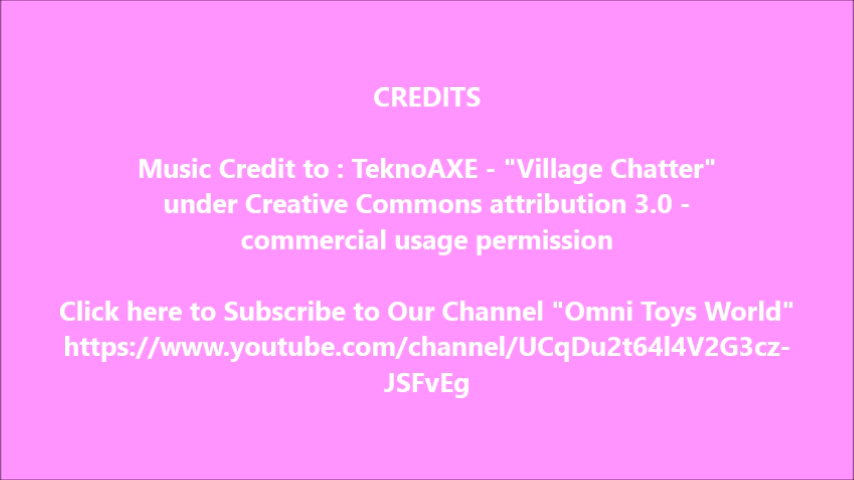 CREDITS
Music Credit to : TeknoAXE - "Village Chatter"
under Creative Commons attribution 3.0 -
commercial usage permission
Click here to Subscribe to Our Channel "Omni Toys World"
https://www.youtube.com/channel/UCqDu2t64l4V2G3cz-
JSFvEg